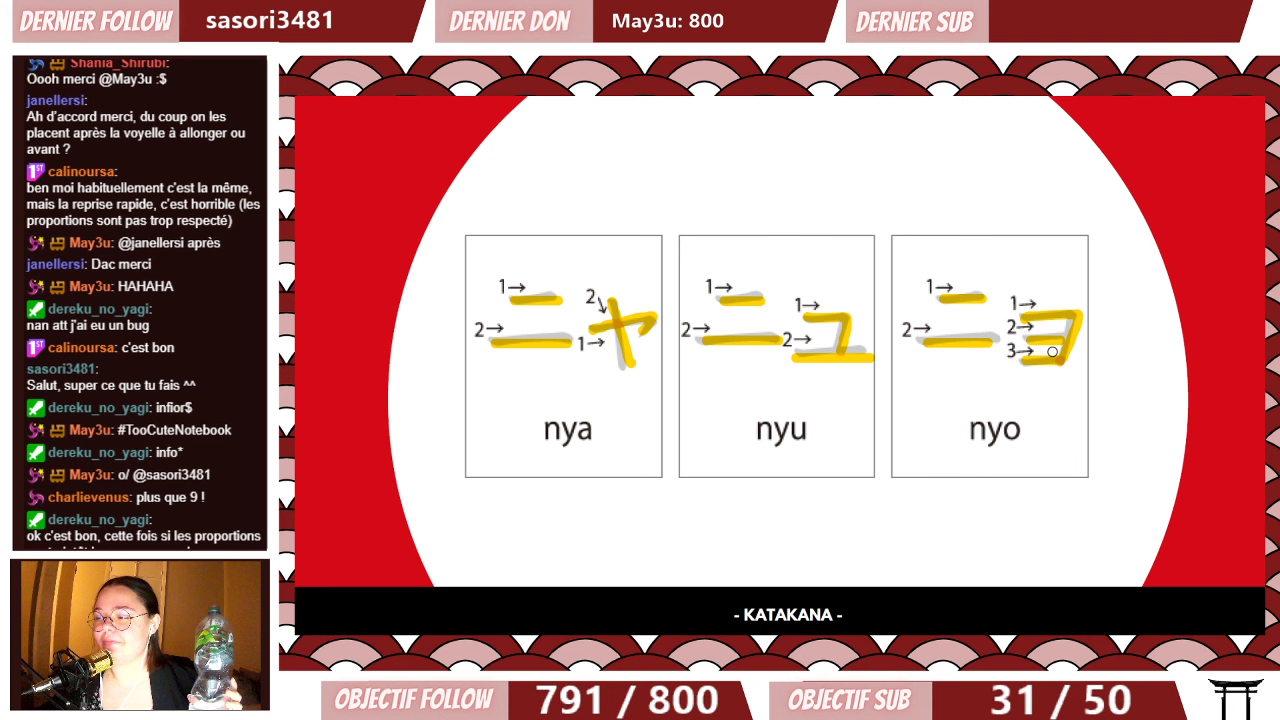 DERNIER FOLLOW
sasori3481
DERNIER DON
May3u: 800
DERNIER SUB
Shania_Shirubi:
Oooh merci @May3u :$
janellersi:
Ah d'accord merci, du coup on les
placent après la voyelle à allonger ou
avant ?
1ST calinoursa:
ben moi habituellement c'est la même,
mais la reprise rapide, c'est horrible (les
proportions sont pas trop respecté)
May3u: @janellersi après
janellersi: Dac merci
May3u: HAHAHA
dereku_no_yagi:
nan att j'ai eu un bug
1ST calinoursa: c'est bon
sasori3481:
Salut, super ce que tu fais ^^
dereku_no_yagi: infior$
May3u: #TooCuteNotebook
dereku_no_yagi: info*
May3u: o/ @sasori3481
charlievenus: plus que 9 !
dereku_no_yagi:
ok c'est bon, cette fois si les proportions
1→ 2→ ニ 2 1→ ャ
nya
1→ 2→ ニ 1→ 2→ ュ
nyu
1→ 2→ ニ 1→ 2→ 3→ ョ
nyo
- KATAKANA -
OBJECTIF FOLLOW
791 / 800
OBJECTIF SUB
31 / 50